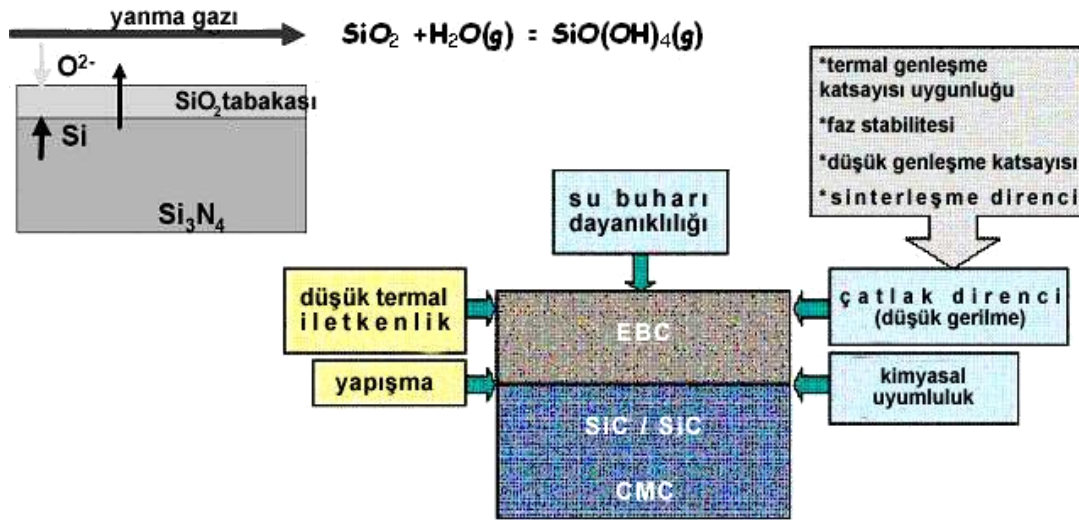 yanma gazı
SiO2 +H2O(g) = SiO(OH)4(g)
O2-
SiO2 tabakası
Si
Si3N4
*termal genleşme
katsayısı uygunluğu
*faz stabilitesi
*düşük genleşme katsayısı
*sinterleşme direnci
su buharı
dayanıklılığı
düşük termal
iletkenlik
çatlak direnci
(düşük gerilme)
EBC
yapışma
kimyasal
uyumluluk
SiC / SiC
CMC